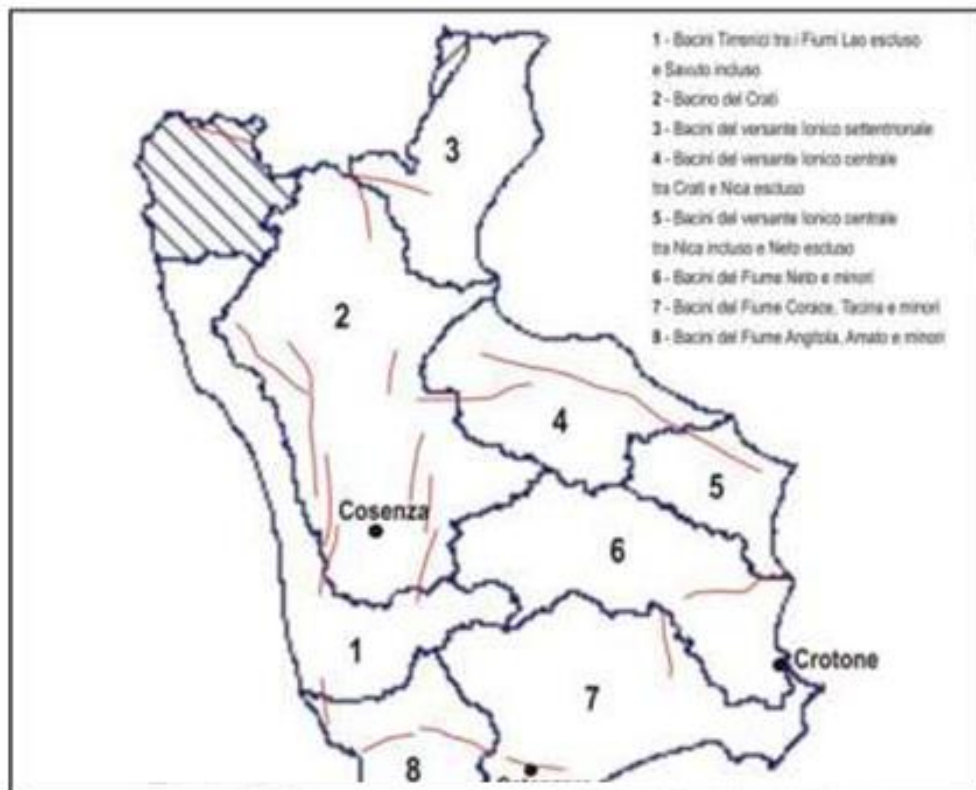 1 - Bacini Tirrenici tra i Fiumi Lao escluso
e Savuto incluso
2 - Bacino del Crati
3 - Bacini del versante Ionico settentrionale
4 - Bacini del versante Ionico centrale
tra Crati e Nica escluso
5 - Bacini del versante Ionico centrale
tra Nica incluso e Neto escluso
6 - Bacini del Fiume Neto e minori
7 - Bacini del Fiume Corace, Tacina e minori
8 - Bacini del Fiume Angitola, Amato e minori
3
2
4
5
Cosenza
6
1
Crotone
7
8